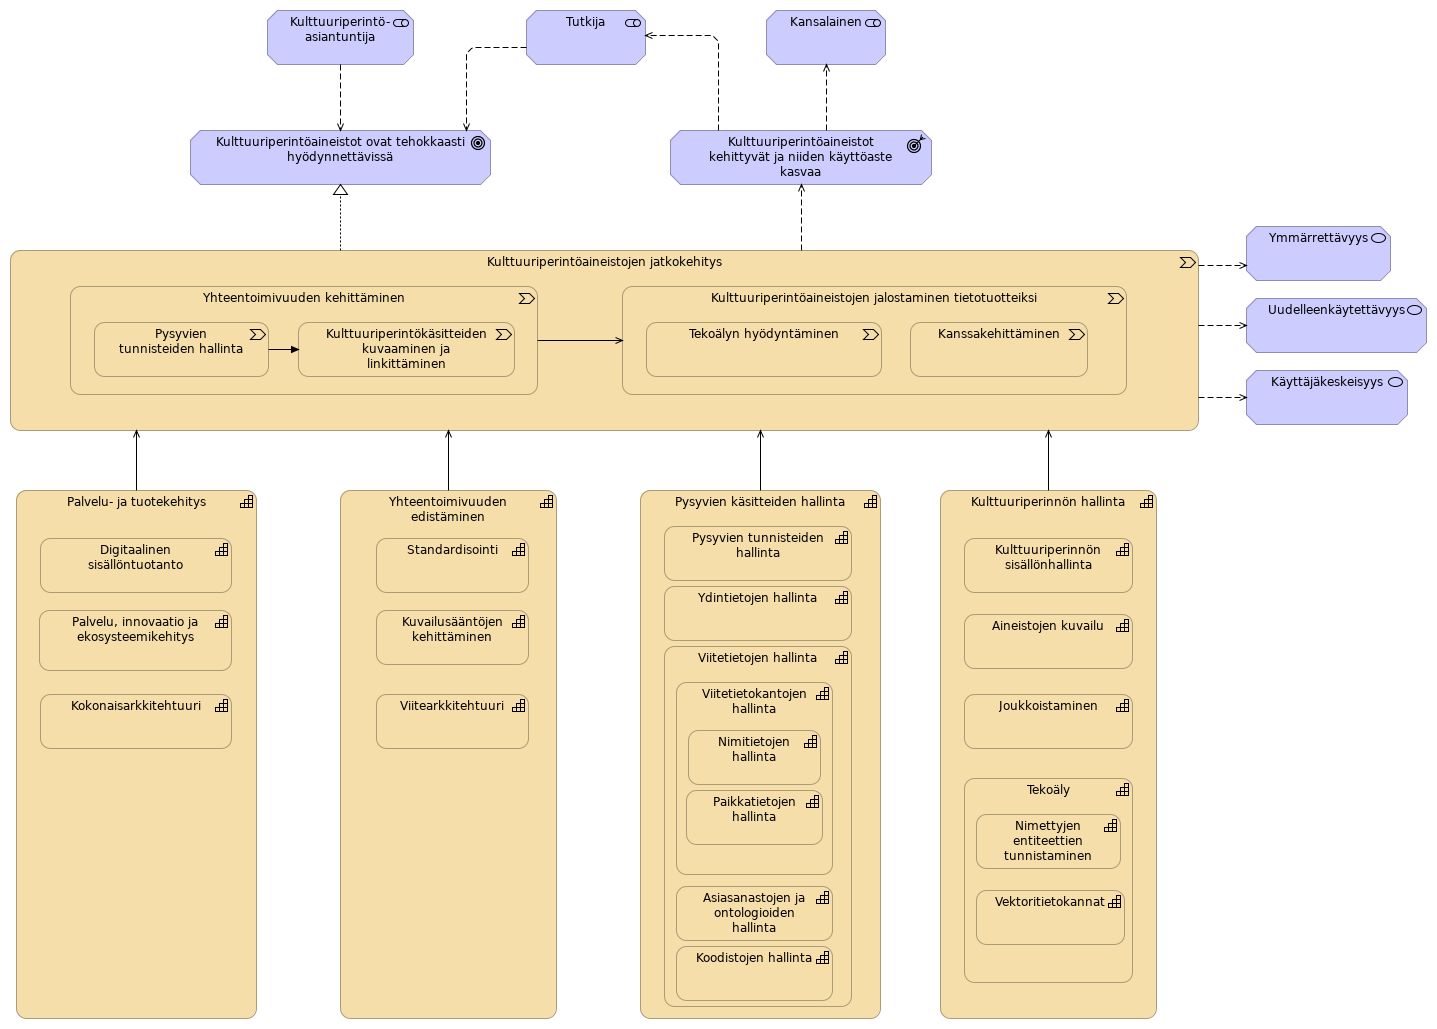 Kulttuuriperintö-
asiantuntija
Tutkija
Kansalainen
Kulttuuriperintöaineistot ovat tehokkaasti
hyödynnettävissä
Kulttuuriperintöaineistot
kehittyvät ja niiden käyttöaste
kasvaa
Kulttuuriperintöaineistojen jatkokehitys
Yhteentoimivuuden kehittäminen
Pysyvien
tunnisteiden hallinta
Kulttuuriperintökäsitteiden
kuvaaminen ja
linkittäminen
Kulttuuriperintöaineistojen jalostaminen tietotuotteiksi
Tekoälyn hyödyntäminen
Kanssakehittäminen
Ymmärrettävyys
Uudelleenkäytettävyys
Käyttäjäkeskeisyys
Palvelu- ja tuotekehitys
Digitaalinen
sisällöntuotanto
Palvelu, innovaatio ja
ekosysteemikehitys
Kokonaisarkkitehtuuri
Yhteentoimivuuden
edistäminen
Standardisointi
Kuvailusääntöjen
kehittäminen
Viitearkkitehtuuri
Pysyvien käsitteiden hallinta
Pysyvien tunnisteiden
hallinta
Ydintietojen hallinta
Viitetietojen hallinta
Viitetietokantojen
hallinta
Nimitietojen
hallinta
Paikkatietojen
hallinta
Asiasanastojen ja
ontologioiden
hallinta
Koodistojen hallinta
Kulttuuriperinnön hallinta
Kulttuuriperinnön
sisällönhallinta
Aineistojen kuvailu
Joukkoistaminen
Tekoäly
Nimettyjen
entiteettien
tunnistaminen
Vektoritietokannat